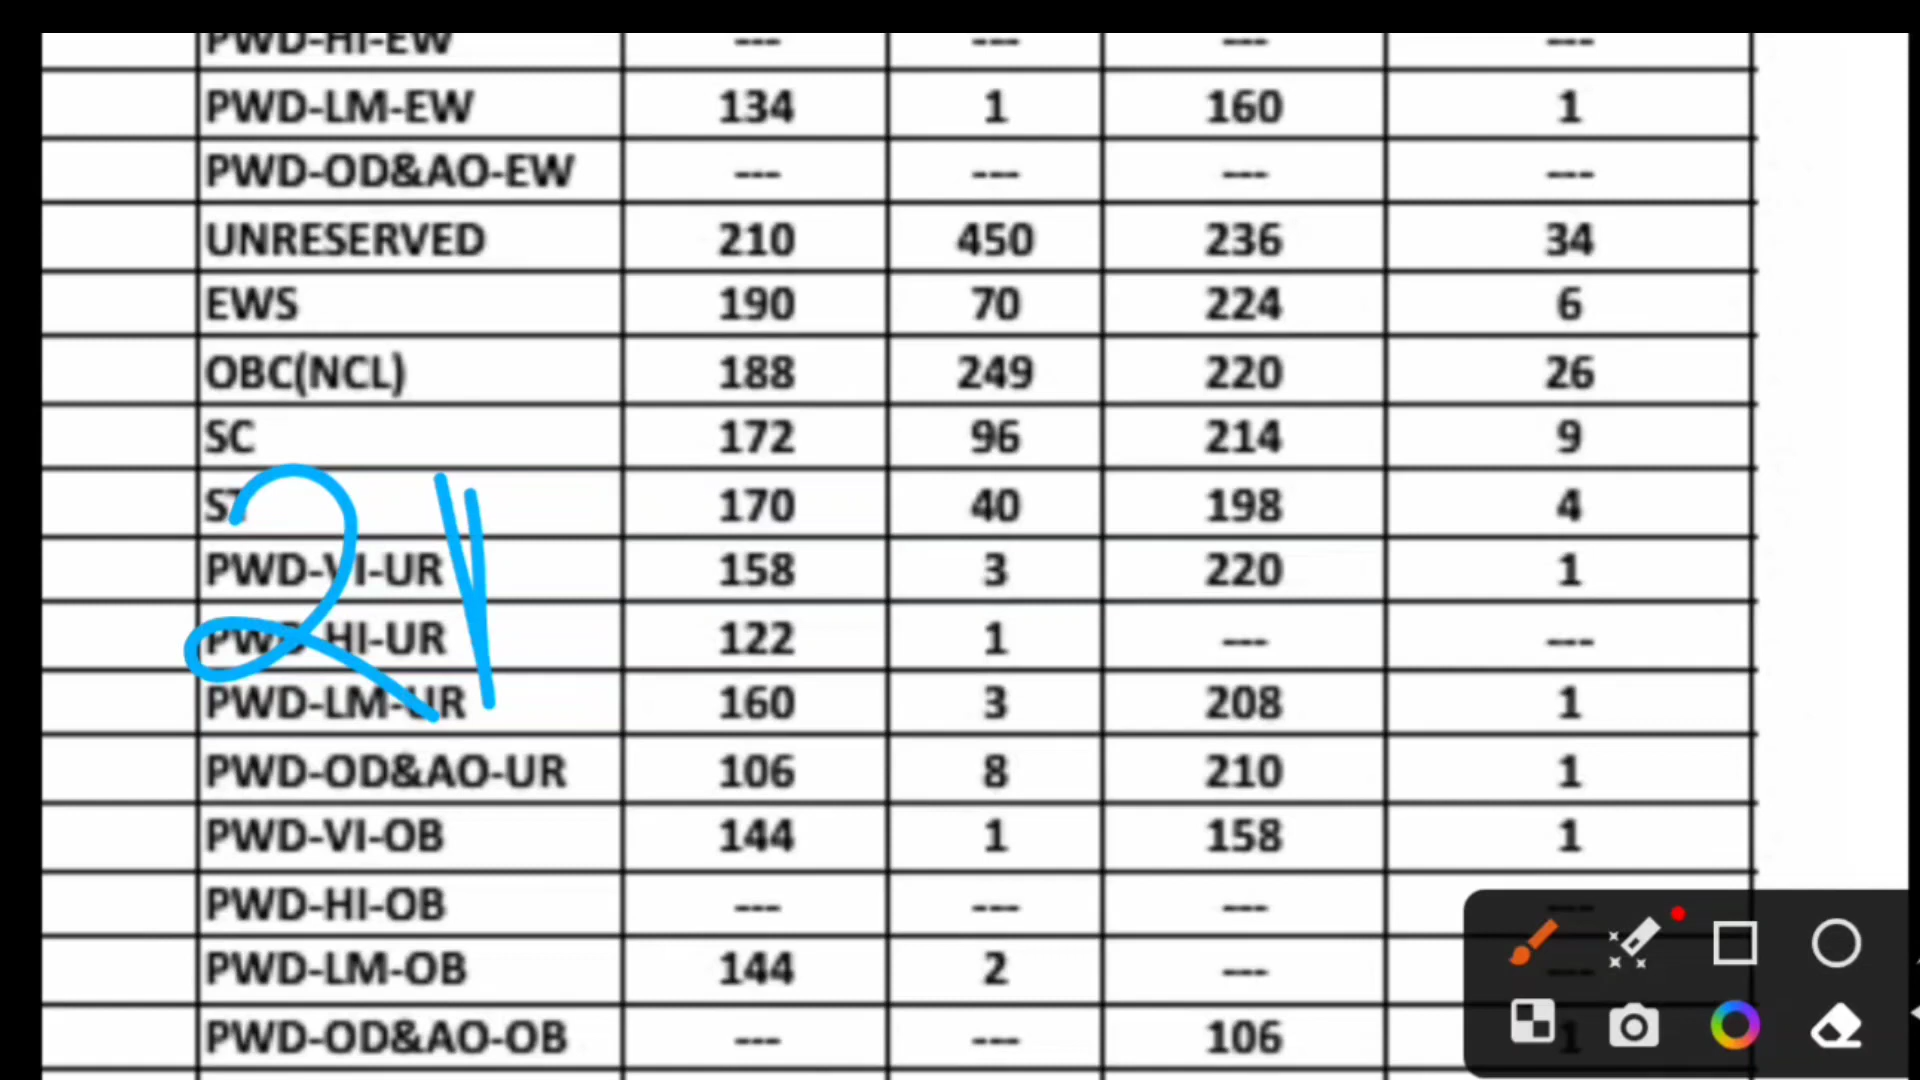 PWD-HI-EW --- --- --- ---
PWD-LM-EW 134 1 160 1
PWD-OD&AO-EW --- --- --- ---
UNRESERVED 210 450 236 34
EWS 190 70 224 6
OBC(NCL) 188 249 220 26
SC 172 96 214 9
ST 170 40 198 4
PWD-VI-UR 158 3 220 1
PWD-HI-UR 122 1 --- ---
PWD-LM-UR 160 3 208 1
PWD-OD&AO-UR 106 8 210 1
PWD-VI-OB 144 1 158 1
PWD-HI-OB --- --- --- ---
PWD-LM-OB 144 2 --- ---
PWD-OD&AO-OB --- --- 106 1